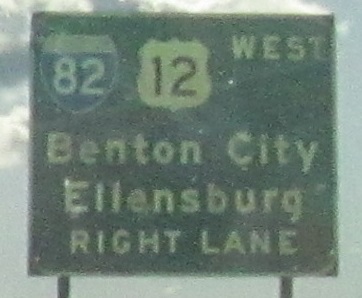 82 12 WEST
Benton City
Ellensburg
RIGHT LANE